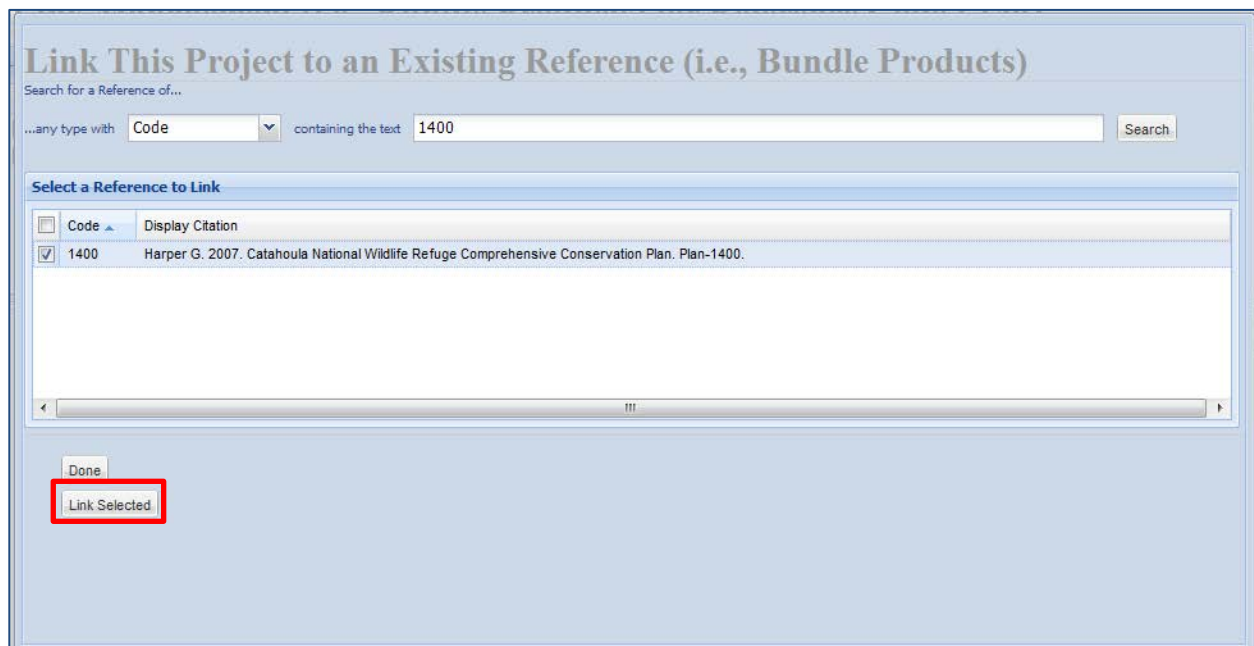 Link This Project to an Existing Reference (i.e., Bundle Products)
Search for a Reference of...
...any type with Code containing the text 1400 Search
Select a Reference to Link
Code Display Citation
1400 Harper G. 2007. Catahoula National Wildlife Refuge Comprehensive Conservation Plan. Plan-1400.
Done
Link Selected